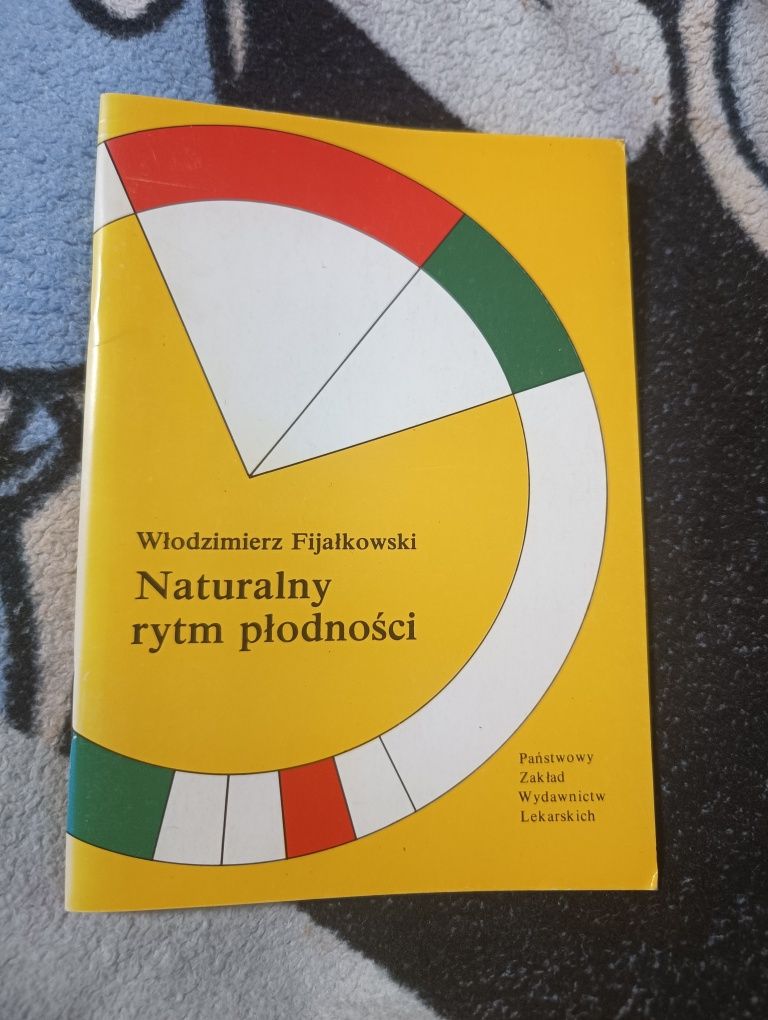 Włodzimierz Fijałkowski
Naturalny
rytm płodności
Państwowy
Zakład
Wydawnictw
Lekarskich